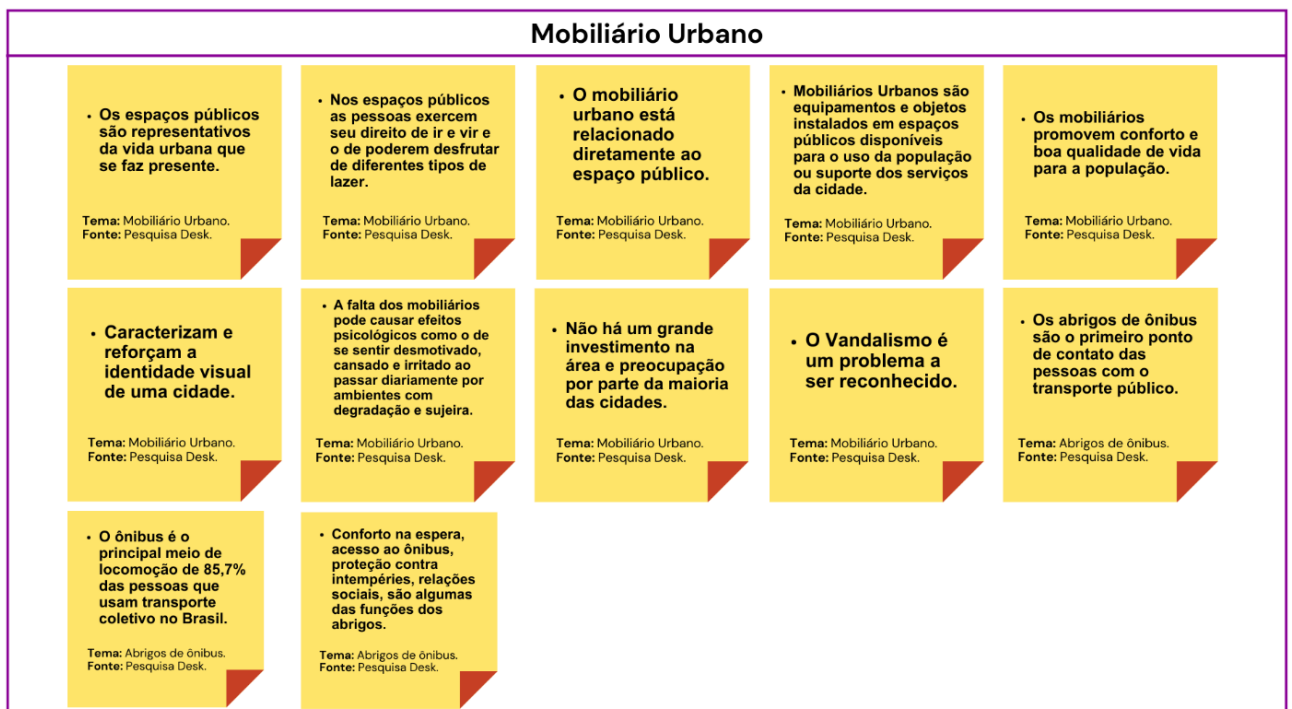 Mobiliário Urbano
• Os espaços públicos
são representativos
da vida urbana que
se faz presente.
Tema: Mobiliário Urbano.
Fonte: Pesquisa Desk.
• Nos espaços públicos
as pessoas exercem
seu direito de ir e vir e
o de poderem desfrutar
de diferentes tipos de
lazer.
Tema: Mobiliário Urbano.
Fonte: Pesquisa Desk.
• O mobiliário
urbano está
relacionado
diretamente ao
espaço público.
Tema: Mobiliário Urbano.
Fonte: Pesquisa Desk.
• Mobiliários Urbanos são
equipamentos e objetos
instalados em espaços
públicos disponíveis
para o uso da população
ou suporte dos serviços
da cidade.
Tema: Mobiliário Urbano.
Fonte: Pesquisa Desk.
• Os mobiliários
promovem conforto e
boa qualidade de vida
para a população.
Tema: Mobiliário Urbano.
Fonte: Pesquisa Desk.
• Caracterizam e
reforçam a
identidade visual
de uma cidade.
Tema: Mobiliário Urbano.
Fonte: Pesquisa Desk.
• A falta dos mobiliários
pode causar efeitos
psicológicos como o de
se sentir desmotivado,
cansado e irritado ao
passar diariamente por
ambientes com
degradação e sujeira.
Tema: Mobiliário Urbano.
Fonte: Pesquisa Desk.
• Não há um grande
investimento na
área e preocupação
por parte da maioria
das cidades.
Tema: Mobiliário Urbano.
Fonte: Pesquisa Desk.
• O Vandalismo é
um problema a
ser reconhecido.
Tema: Mobiliário Urbano.
Fonte: Pesquisa Desk.
• Os abrigos de ônibus
são o primeiro ponto
de contato das
pessoas com o
transporte público.
Tema: Abrigos de ônibus.
Fonte: Pesquisa Desk.
• O ônibus é o
principal meio de
locomoção de 85,7%
das pessoas que
usam transporte
coletivo no Brasil.
Tema: Abrigos de ônibus.
Fonte: Pesquisa Desk.
• Conforto na espera,
acesso ao ônibus,
proteção contra
intempéries, relações
sociais, são algumas
das funções dos
abrigos.
Tema: Abrigos de ônibus.
Fonte: Pesquisa Desk.